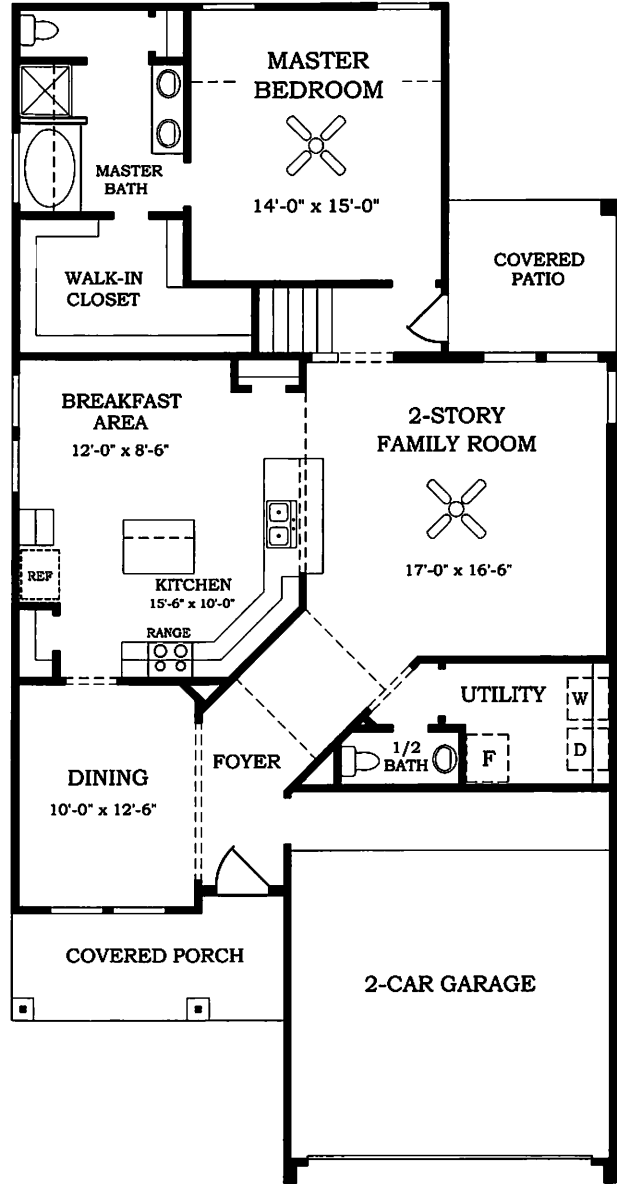 MASTER
BEDROOM
14'-0" x 15'-0"
MASTER
BATH
WALK-IN
CLOSET
COVERED
PATIO
BREAKFAST
AREA
12'-0" x 8'-6"
2-STORY
FAMILY ROOM
17'-0" x 16'-6"
REF
KITCHEN
15'-6" x 10'-0"
RANGE
UTILITY
W
D
F
1/2
BATH
FOYER
DINING
10'-0" x 12'-6"
COVERED PORCH
2-CAR GARAGE